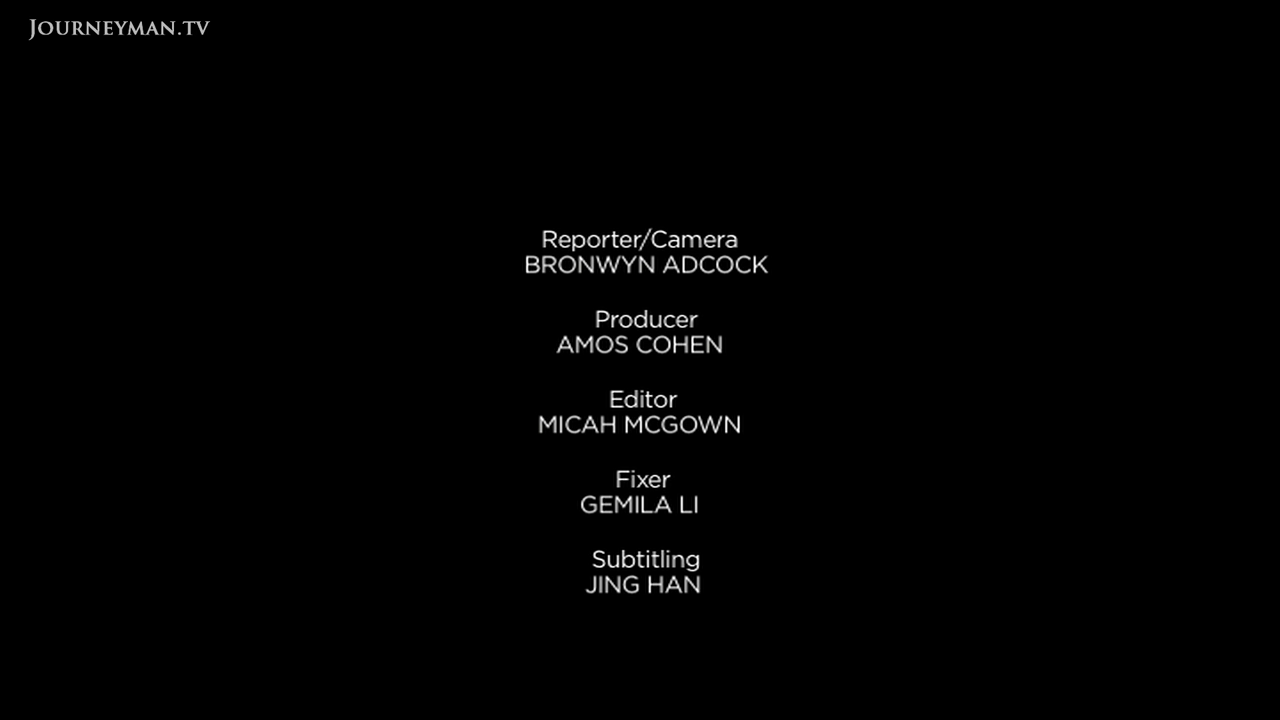 JOURNEYMAN.TV
Reporter/Camera
BRONWYN ADCOCK
Producer
AMOS COHEN
Editor
MICAH MCGOWN
Fixer
GEMILA LI
Subtitling
JING HAN